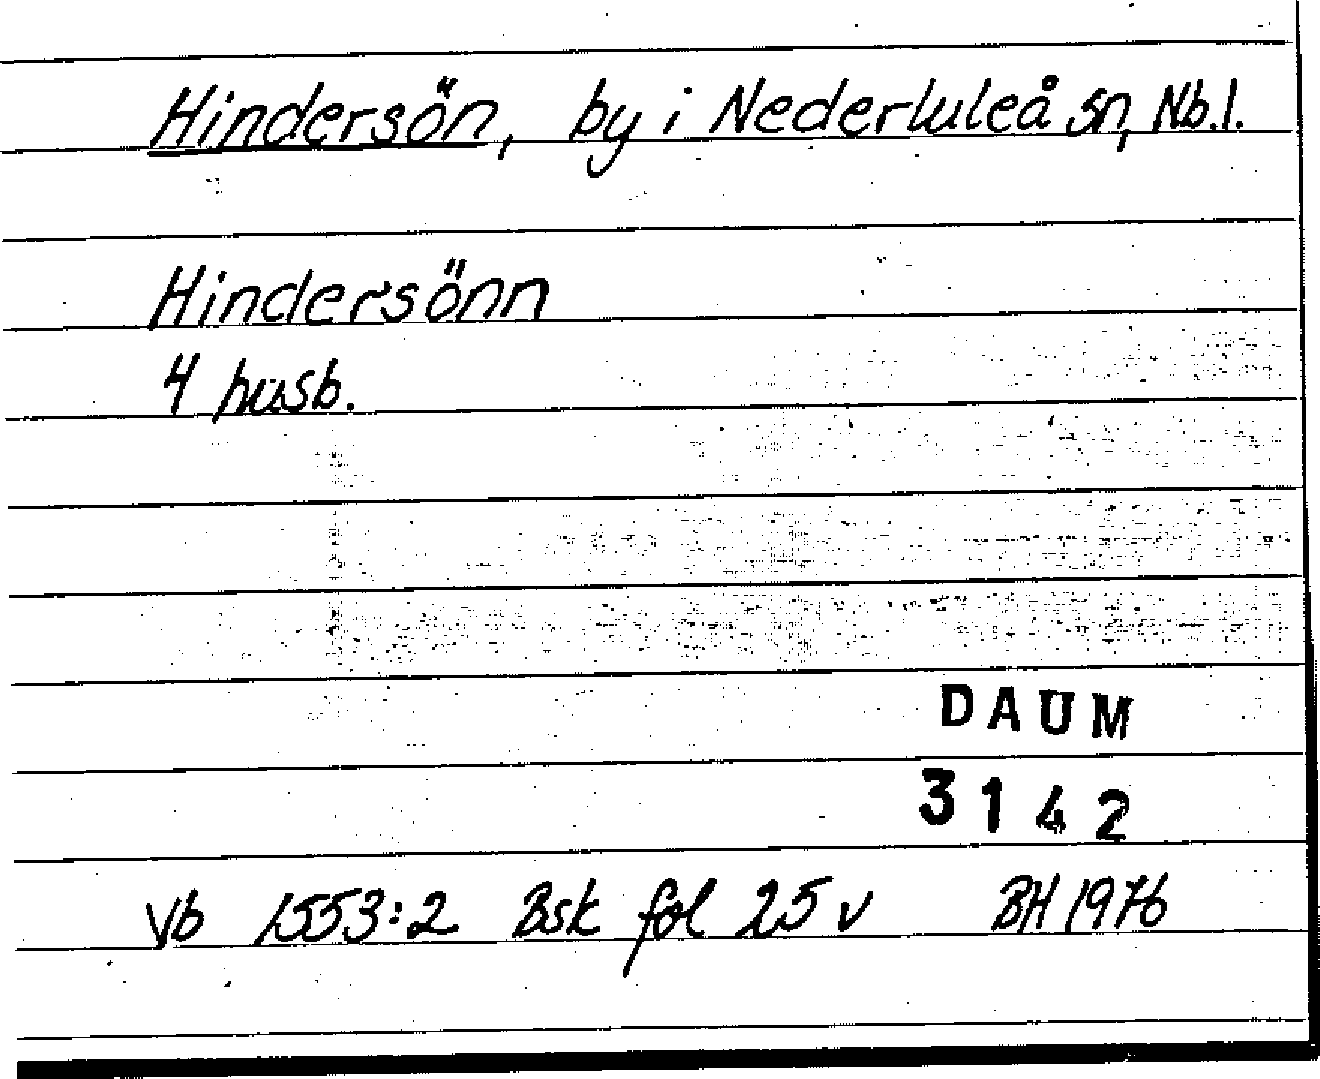 Hindersön, by i Nederluleå sn, Nb.l.
Hindersönn
4 husb.
DAUM
3142
Vb 1553:2 Bsk fol 25 v BH 1976